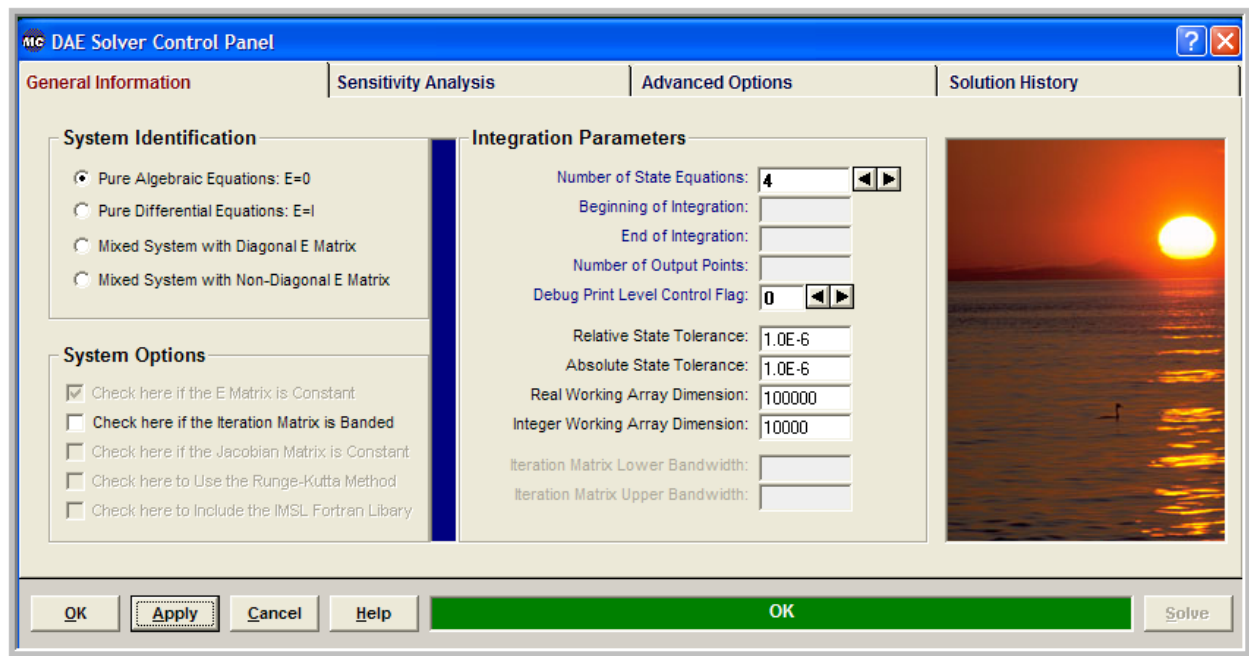 MC DAE Solver Control Panel
General Information
Sensitivity Analysis
Advanced Options
Solution History
System Identification
Pure Algebraic Equations: E=0
Pure Differential Equations: E=I
Mixed System with Diagonal E Matrix
Mixed System with Non-Diagonal E Matrix
System Options
Check here if the E Matrix is Constant
Check here if the Iteration Matrix is Banded
Check here if the Jacobian Matrix is Constant
Check here to Use the Runge-Kutta Method
Check here to Include the IMSL Fortran Libary
Integration Parameters
Number of State Equations: 4
Beginning of Integration:
End of Integration:
Number of Output Points:
Debug Print Level Control Flag: 0
Relative State Tolerance: 1.0E-6
Absolute State Tolerance: 1.0E-6
Real Working Array Dimension: 100000
Integer Working Array Dimension: 10000
Iteration Matrix Lower Bandwidth:
Iteration Matrix Upper Bandwidth:
OK
Apply
Cancel
Help
OK
Solve